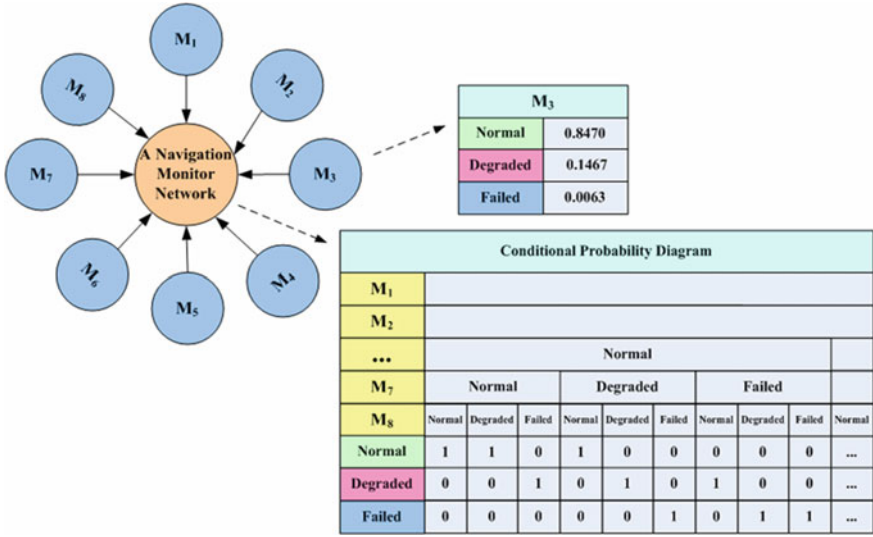 M1
M2
M8
A Navigation
Monitor
Network
M7
M3
M6
M5
M4
M3
Normal 0.8470
Degraded 0.1467
Failed 0.0063
Conditional Probability Diagram
M1
M2
... Normal
M7 Normal Degraded Failed
M8 Normal Degraded Failed Normal Degraded Failed Normal Degraded Failed Normal
Normal 1 1 0 1 0 0 0 0 0 ...
Degraded 0 0 1 0 1 0 1 0 0 ...
Failed 0 0 0 0 0 1 0 1 1 ...